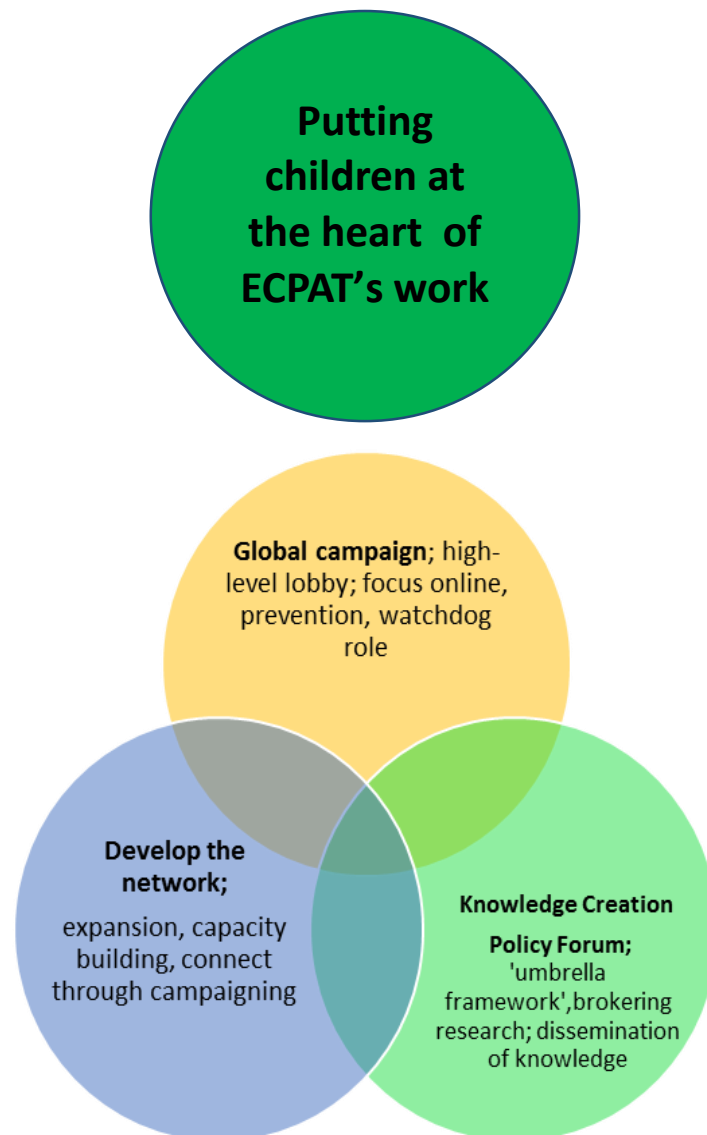 Putting
children at
the heart  of
ECPAT’s work
Global campaign; high-
level lobby; focus online,
prevention, watchdog
role
Develop the
network;
expansion, capacity
building, connect
through campaigning
Knowledge Creation
Policy Forum;
'umbrella
framework',brokering
research; dissemination
of knowledge